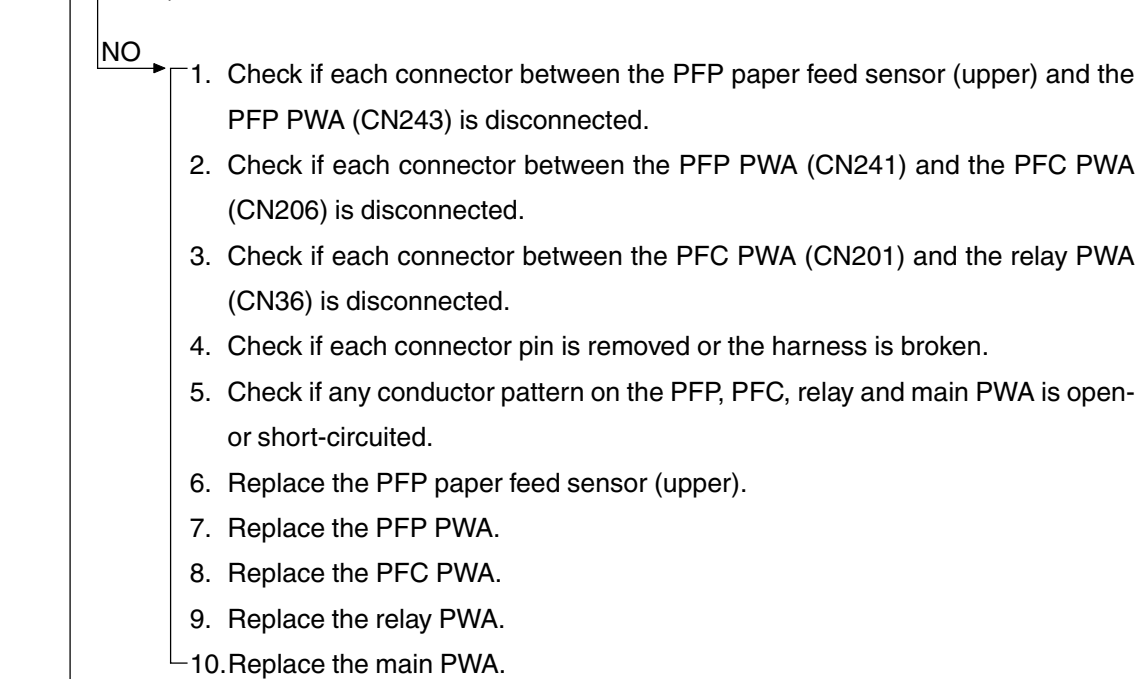 NO
1. Check if each connector between the PFP paper feed sensor (upper) and the
PFP PWA (CN243) is disconnected.
2. Check if each connector between the PFP PWA (CN241) and the PFC PWA
(CN206) is disconnected.
3. Check if each connector between the PFC PWA (CN201) and the relay PWA
(CN36) is disconnected.
4. Check if each connector pin is removed or the harness is broken.
5. Check if any conductor pattern on the PFP, PFC, relay and main PWA is open-
or short-circuited.
6. Replace the PFP paper feed sensor (upper).
7. Replace the PFP PWA.
8. Replace the PFC PWA.
9. Replace the relay PWA.
10.Replace the main PWA.